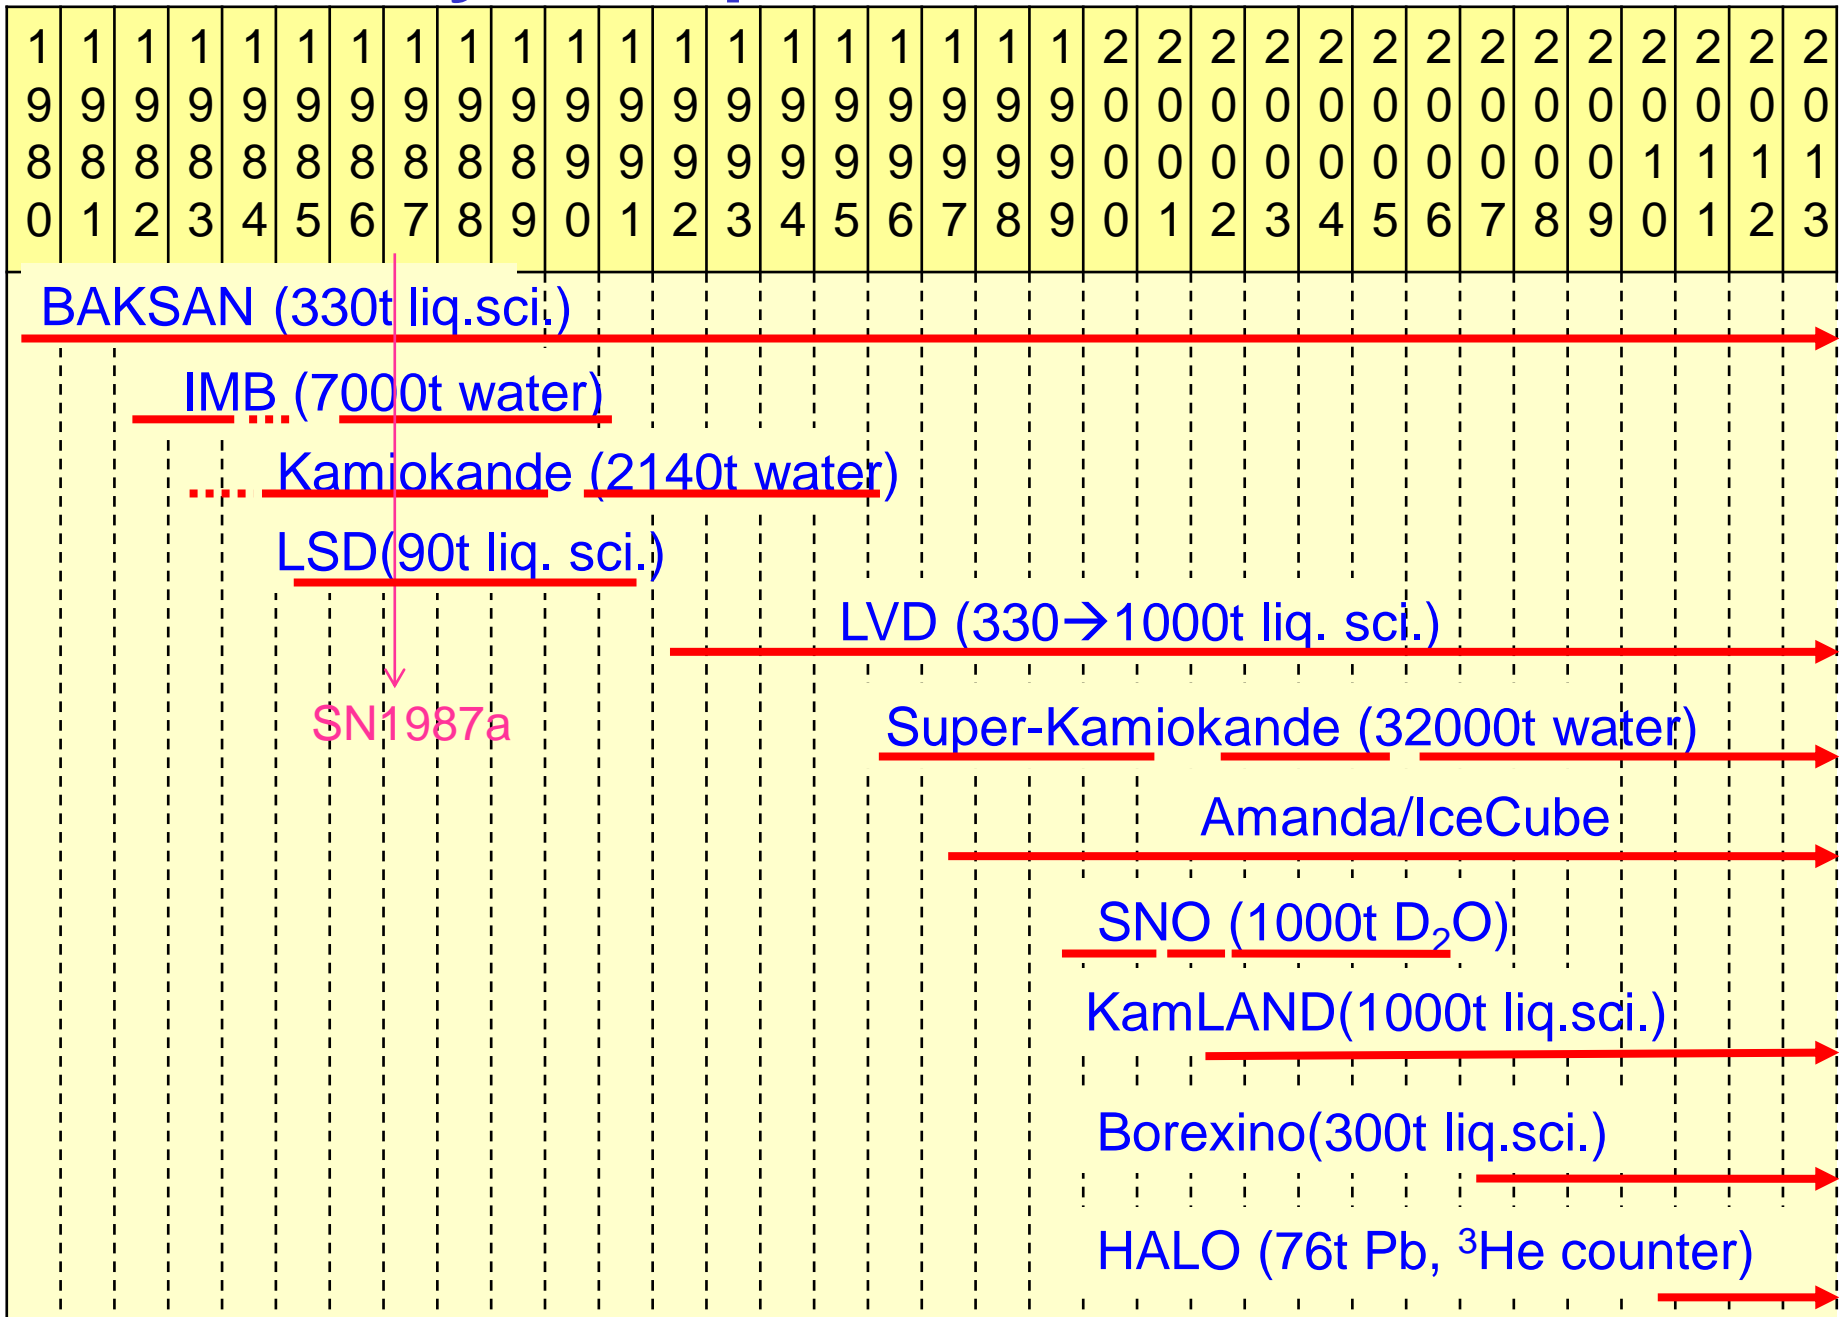 1980 1981 1982 1983 1984 1985 1986 1987 1988 1989 1990 1991 1992 1993 1994 1995 1996 1997 1998 1999 2000 2001 2002 2003 2004 2005 2006 2007 2008 2009 2010 2011 2012 2013
BAKSAN (330t liq.sci.)
IMB (7000t water)
Kamiokande (2140t water)
LSD(90t liq. sci.)
LVD (330→1000t liq. sci.)
SN1987a
Super-Kamiokande (32000t water)
Amanda/IceCube
SNO (1000t D₂O)
KamLAND(1000t liq.sci.)
Borexino(300t liq.sci.)
HALO (76t Pb, ³He counter)